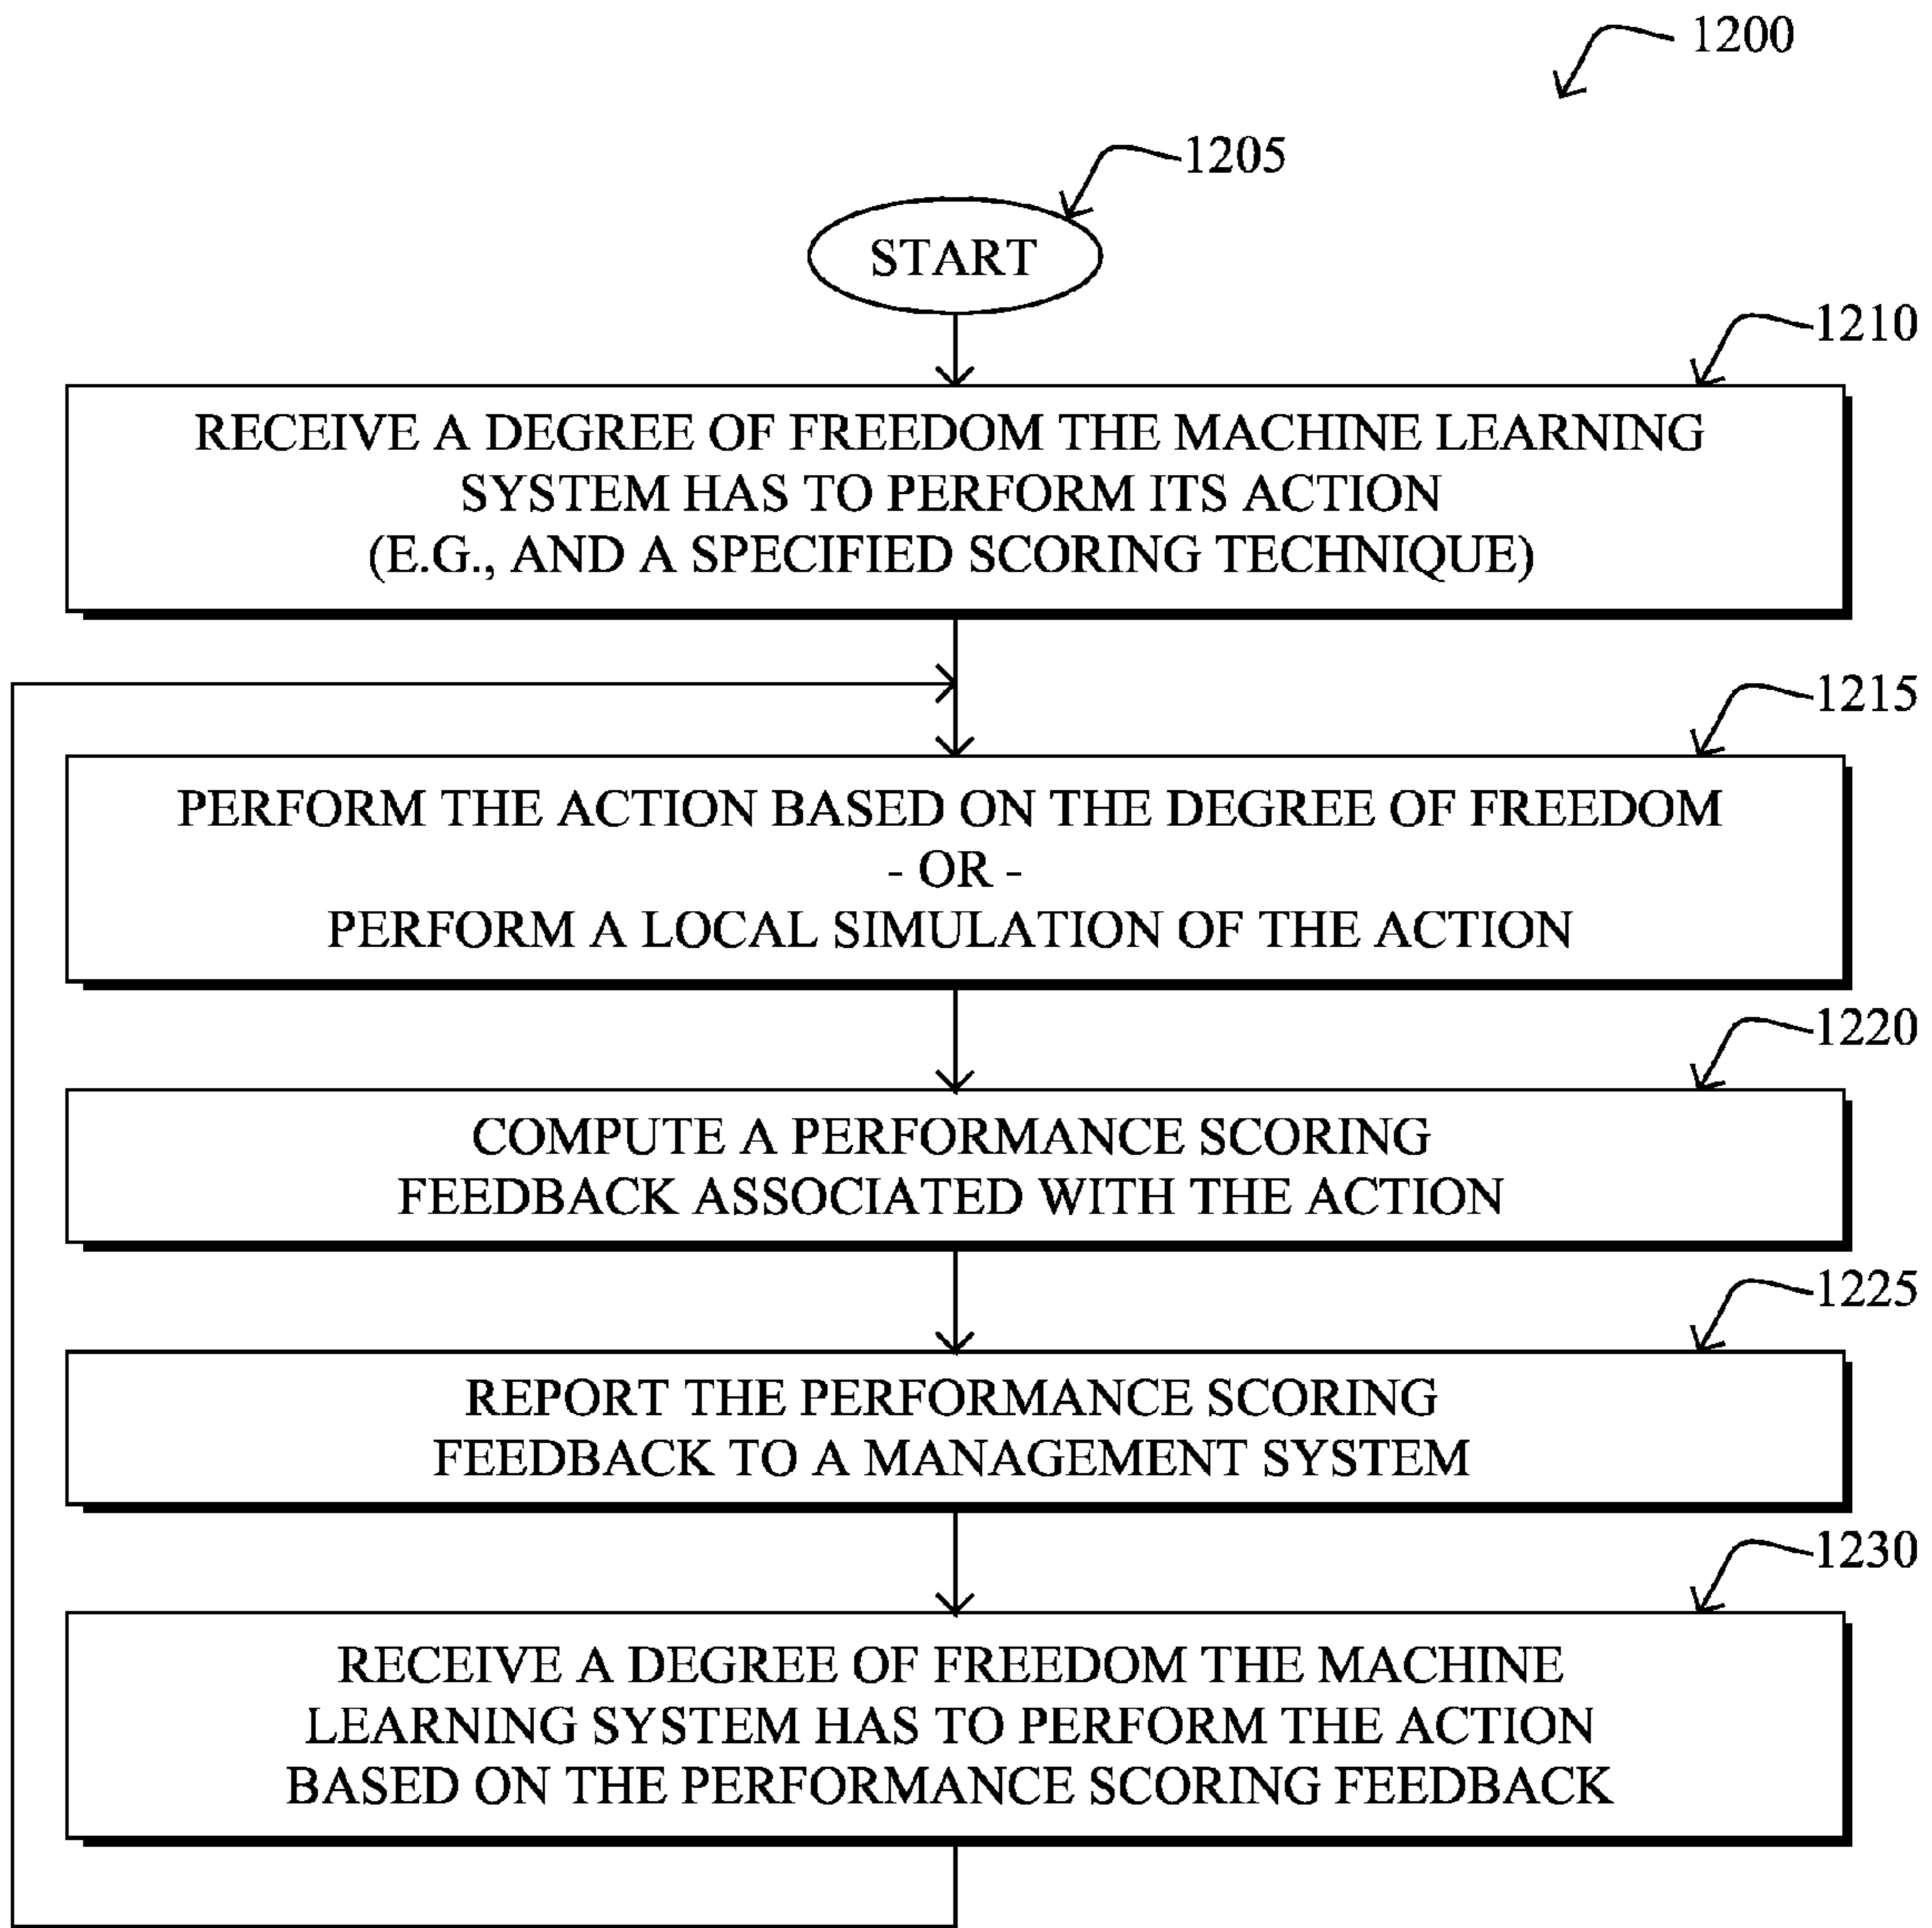 1200
1205
START
1210
RECEIVE A DEGREE OF FREEDOM THE MACHINE LEARNING
SYSTEM HAS TO PERFORM ITS ACTION
(E.G., AND A SPECIFIED SCORING TECHNIQUE)
1215
PERFORM THE ACTION BASED ON THE DEGREE OF FREEDOM
- OR -
PERFORM A LOCAL SIMULATION OF THE ACTION
1220
COMPUTE A PERFORMANCE SCORING
FEEDBACK ASSOCIATED WITH THE ACTION
1225
REPORT THE PERFORMANCE SCORING
FEEDBACK TO A MANAGEMENT SYSTEM
1230
RECEIVE A DEGREE OF FREEDOM THE MACHINE
LEARNING SYSTEM HAS TO PERFORM THE ACTION
BASED ON THE PERFORMANCE SCORING FEEDBACK